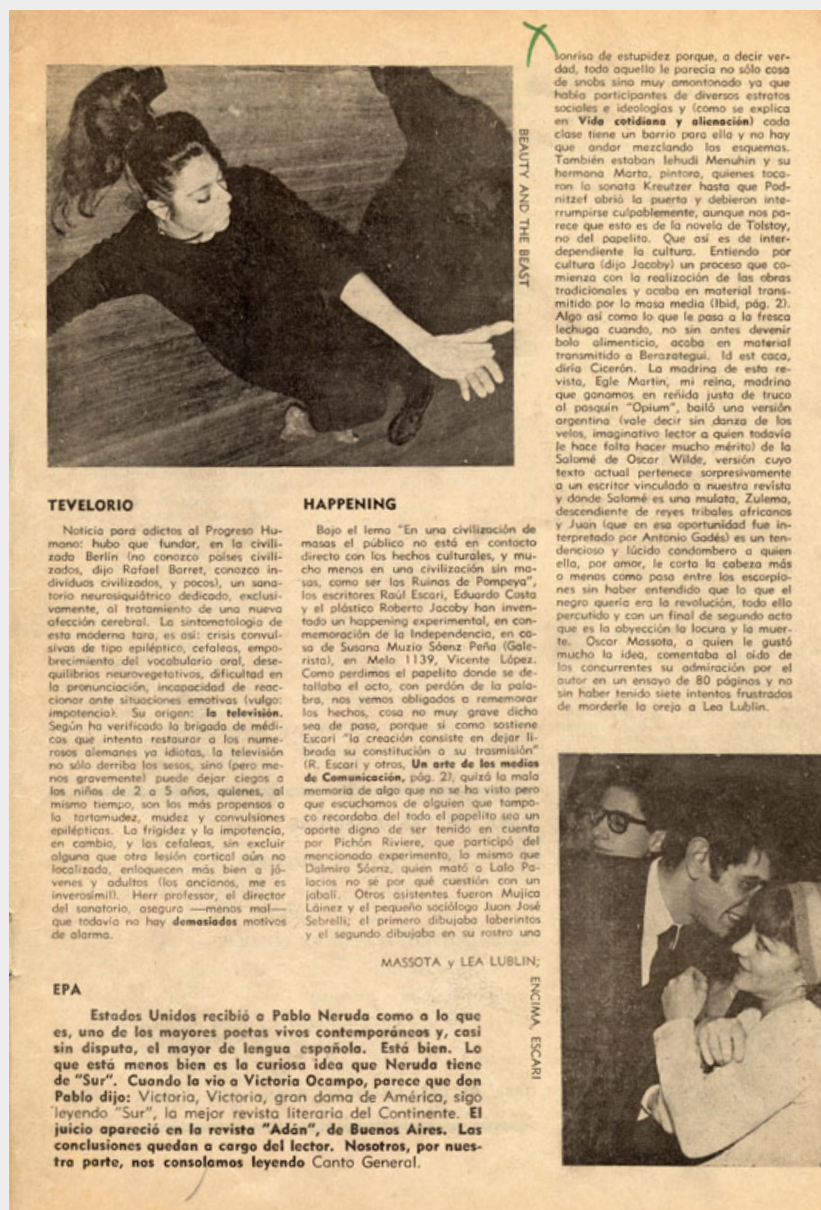 BEAUTY AND THE BEAST
TEVELORIO
Noticia para adictos al Progreso Hu-
mano: hubo que fundar, en la civili-
zada Berlín (no conozco países civili-
zados, dijo Rafael Barret, conozco in-
dividuos civilizados, y pocos), un sana-
torio neurosiquiátrico dedicado, exclusi-
vamente, al tratamiento de una nueva
afección cerebral. La sintomatología de
esta moderna tara, es así: crisis convul-
sivas de tipo epiléptico, cefaleas, empo-
brecimiento del vocabulario oral, dese-
quilibrios neurovegetativos, dificultad en
la pronunciación, incapacidad de reac-
cionar ante situaciones emotivas (vulgo:
impotencia). Su origen: la televisión.
Según ha verificado la brigada de médi-
cos que intenta restaurar a los nume-
rosos alemanes ya idiotas, la televisión
no sólo derriba los sesos, sino (pero me-
nos gravemente) puede dejar ciegos a
los niños de 2 a 5 años, quienes, al
mismo tiempo, son los más propensos a
la tartamudez, mudez y convulsiones
epilépticas. La frigidez y la impotencia,
en cambio, y las cefaleas, sin excluir
alguna que otra lesión cortical aún no
localizada, enloquecen más bien a jó-
venes y adultos (los ancianos, me es
inverosímil). Herr professor, el director
del sanatorio, asegura —menos mal—
que todavía no hay demasiados motivos
de alarma.
HAPPENING
Bajo el lema "En una civilización de
masas el público no está en contacto
directo con los hechos culturales, y mu-
cho menos en una civilización sin ma-
sas, como ser las Ruinas de Pompeya",
los escritores Raúl Escari, Eduardo Costa
y el plástico Roberto Jacoby han inven-
tado un happening experimental, en con-
memoración de la Independencia, en ca-
sa de Susana Muzio Sáenz Peña (Gale-
rista), en Melo 1139, Vicente López.
Como perdimos el papelito donde se de-
tallaba el acto, con perdón de la pala-
bra, nos vemos obligados a rememorar
los hechos, cosa no muy grave dicho
sea de paso, porque si como sostiene
Escari "la creación consiste en dejar li-
brada su constitución a su trasmisión"
(R. Escari y otros, Un arte de los medios
de Comunicación, pág. 2), quizá la mala
memoria de algo que no se ha visto pero
que escuchamos de alguien que tampo-
co recordaba del todo el papelito sea un
aporte digno de ser tenido en cuenta
por Pichón Riviere, que participó del
mencionado experimento, lo mismo que
Dalmiro Sáenz, quien mató a Lalo Pa-
lacios no sé por qué cuestión con un
jabalí. Otros asistentes fueron Mujica
Láinez y el pequeño sociólogo Juan José
Sebrelli; el primero dibujaba laberintos
y el segundo dibujaba en su rostro una
sonrisa de estupidez porque, a decir ver-
dad, todo aquello le parecía no sólo cosa
de snobs sino muy amontonado ya que
había participantes de diversos estratos
sociales e ideologías y (como se explica
en Vida cotidiana y alienación) cada
clase tiene un barrio para ella y no hay
que andar mezclando los esquemas.
También estaban Iehudi Menuhin y su
hermana Marta, pintora, quienes toca-
ron la sonata Kreutzer hasta que Pod-
nitzef abrió la puerta y debieron inte-
rrumpirse culpablemente, aunque nos pa-
rece que esto es de la novela de Tolstoy,
no del papelito. Que así es de inter-
dependiente la cultura. Entiendo por
cultura (dijo Jacoby) un proceso que co-
mienza con la realización de las obras
tradicionales y acaba en material trans-
mitido por la masa media (Ibid, pág. 2).
Algo así como lo que le pasa a la fresca
lechuga cuando, no sin antes devenir
bolo alimenticio, acaba en material
transmitido a Berazategui. Id est caca,
diría Cicerón. La madrina de esta re-
vista, Egle Martin, mi reina, madrina
que ganamos en reñida justa de truco
al pasquín "Opium", bailó una versión
argentina (vale decir sin danza de los
velos, imaginativo lector a quien todavía
le hace falta hacer mucho mérito) de la
Salomé de Oscar Wilde, versión cuyo
texto actual pertenece sorpresivamente
a un escritor vinculado a nuestra revista
y donde Salomé es una mulata, Zulema,
descendiente de reyes tribales africanos
y Juan (que en esa oportunidad fue in-
terpretado por Antonio Gadés) es un ten-
dencioso y lúcido candombero a quien
ella, por amor, le corta la cabeza más
o menos como pasa entre los escorpio-
nes sin haber entendido que lo que el
negro quería era la revolución, todo ello
percutido y con un final de segundo acto
que es la abyección la locura y la muer-
te. Oscar Massota, a quien le gustó
mucho la idea, comentaba al oído de
los concurrentes su admiración por el
autor en un ensayo de 80 páginas y no
sin haber tenido siete intentos frustrados
de morderle la oreja a Lea Lublin.
MASSOTA y LEA LUBLIN;
ENCIMA, ESCARI
EPA
Estados Unidos recibió a Pablo Neruda como a lo que
es, uno de los mayores poetas vivos contemporáneos y, casi
sin disputa, el mayor de lengua española. Está bien. Lo
que está menos bien es la curiosa idea que Neruda tiene
de "Sur". Cuando la vio a Victoria Ocampo, parece que don
Pablo dijo: Victoria, Victoria, gran dama de América, sigo
leyendo "Sur", la mejor revista literaria del Continente. El
juicio apareció en la revista "Adán", de Buenos Aires. Las
conclusiones quedan a cargo del lector. Nosotros, por nues-
tra parte, nos consolamos leyendo Canto General.